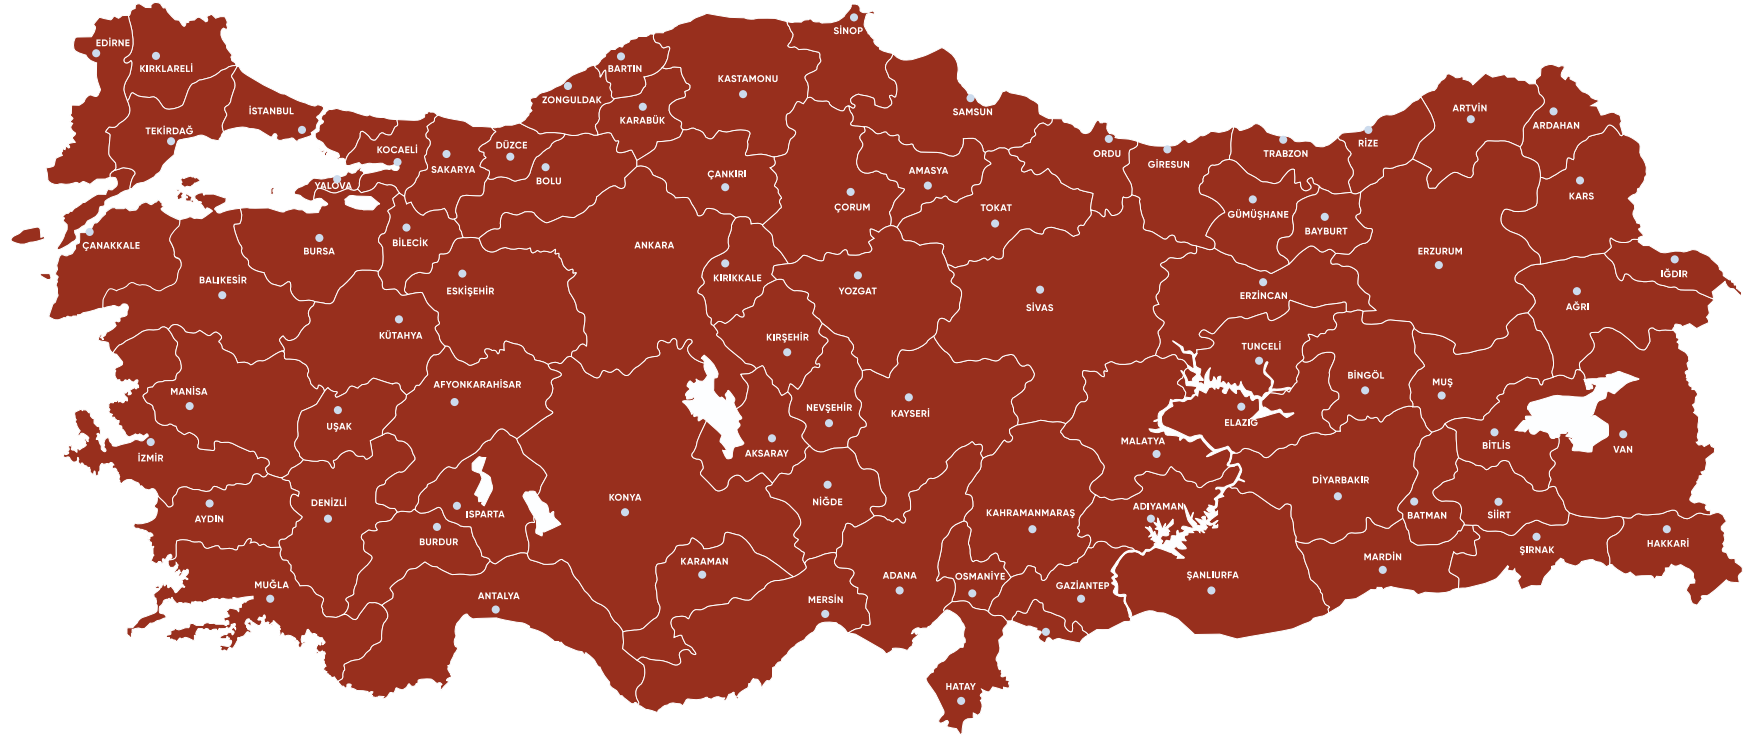 SİNOP
EDİRNE
KIRKLARELİ
BARTIN
KASTAMONU
ZONGULDAK
İSTANBUL
KARABÜK
SAMSUN
ARTVİN
ARDAHAN
TEKİRDAĞ
KOCAELİ
DÜZCE
SAKARYA
BOLU
ÇANKIRI
AMASYA
ORDU
GİRESUN
TRABZON
RİZE
YALOVA
ÇORUM
TOKAT
GÜMÜŞHANE
BAYBURT
KARS
ÇANAKKALE
BURSA
BİLECİK
ANKARA
ERZURUM
BALIKESİR
ESKİŞEHİR
KIRIKKALE
YOZGAT
SİVAS
ERZİNCAN
IĞDIR
AĞRI
KÜTAHYA
KIRŞEHİR
TUNCELİ
MANİSA
AFYONKARAHİSAR
BİNGÖL
MUŞ
UŞAK
NEVŞEHİR
KAYSERİ
ELAZIĞ
İZMİR
AKSARAY
MALATYA
BİTLİS
VAN
AYDIN
DENİZLİ
ISPARTA
KONYA
NİĞDE
KAHRAMANMARAŞ
ADIYAMAN
DİYARBAKIR
BATMAN
SİİRT
BURDUR
KARAMAN
MARDİN
ŞIRNAK
HAKKARİ
MUĞLA
ANTALYA
MERSİN
ADANA
OSMANİYE
GAZİANTEP
ŞANLIURFA
HATAY